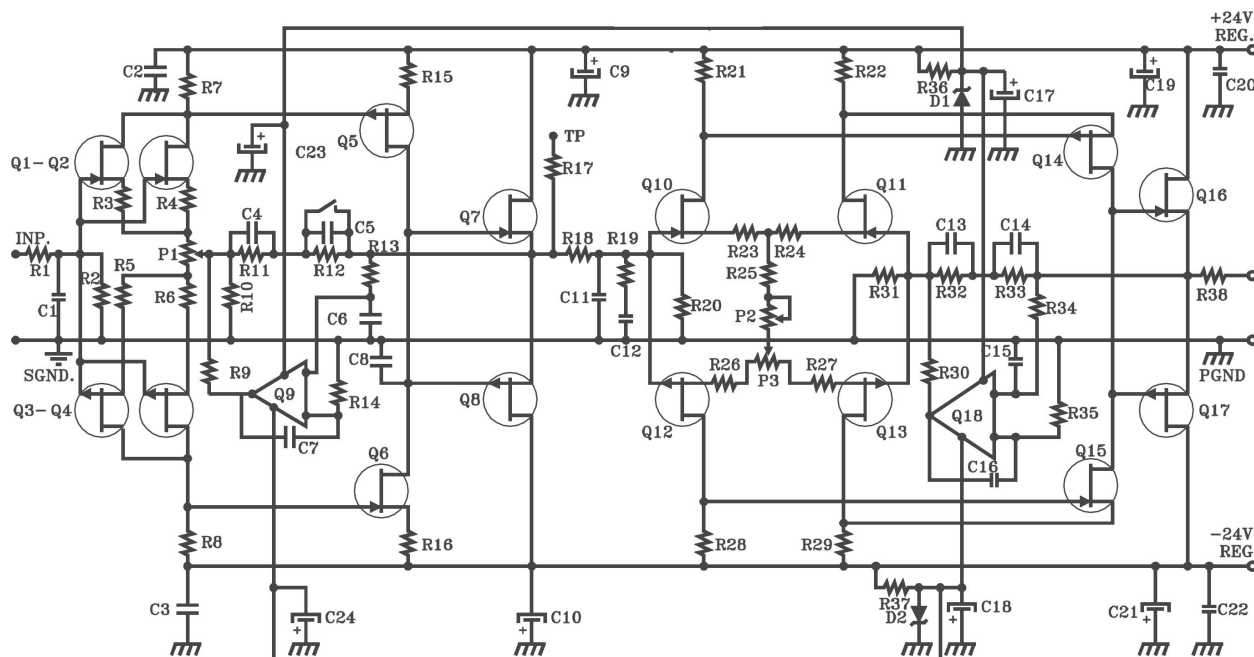 +24V
REG.
C2
R7
R15
C9
R21
R22
R36
D1
C17
C19
C20
Q5
C23
TP
Q14
Q1-Q2
R17
R3
R4
Q10
Q11
Q16
C4
C5
Q7
C13
C14
INP.
R1
P1
R11
R12
R13
R18
R19
R23
R24
R2
R5
R6
R10
R25
R31
R32
R33
R38
C1
C6
C11
R20
P2
R34
C12
SGND.
R9
C8
C15
PGND
Q9
R14
R26
P3
R27
R30
Q3-Q4
Q8
Q18
R35
Q17
C7
Q12
Q13
Q6
C16
Q15
R8
R16
R28
R29
-24V
REG
C3
C24
C10
R37
D2
C18
C21
C22